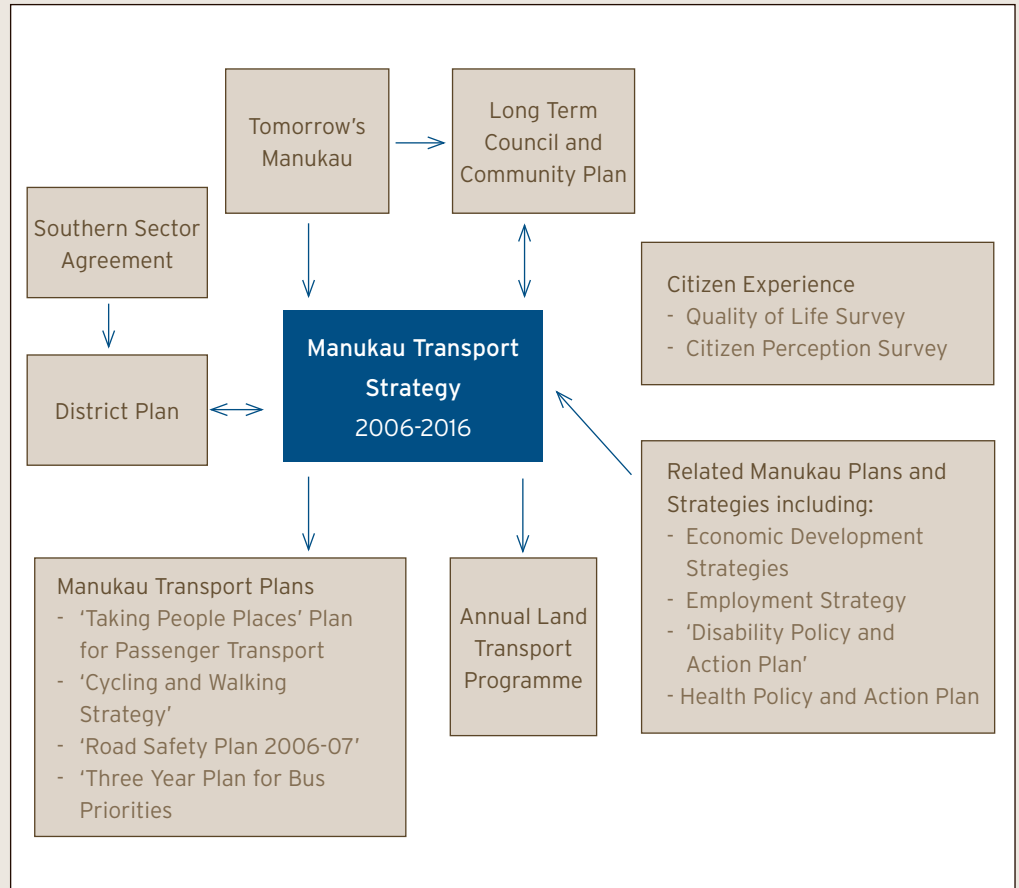 Tomorrow's
Manukau
Long Term
Council and
Community Plan
Southern Sector
Agreement
Citizen Experience
- Quality of Life Survey
- Citizen Perception Survey
Manukau Transport
Strategy
2006-2016
District Plan
Related Manukau Plans and
Strategies including:
- Economic Development
Strategies
- Employment Strategy
- ‘Disability Policy and
Action Plan’
- Health Policy and Action Plan
Manukau Transport Plans
- ‘Taking People Places’ Plan
for Passenger Transport
- ‘Cycling and Walking
Strategy’
- ‘Road Safety Plan 2006-07’
- ‘Three Year Plan for Bus
Priorities
Annual Land
Transport
Programme